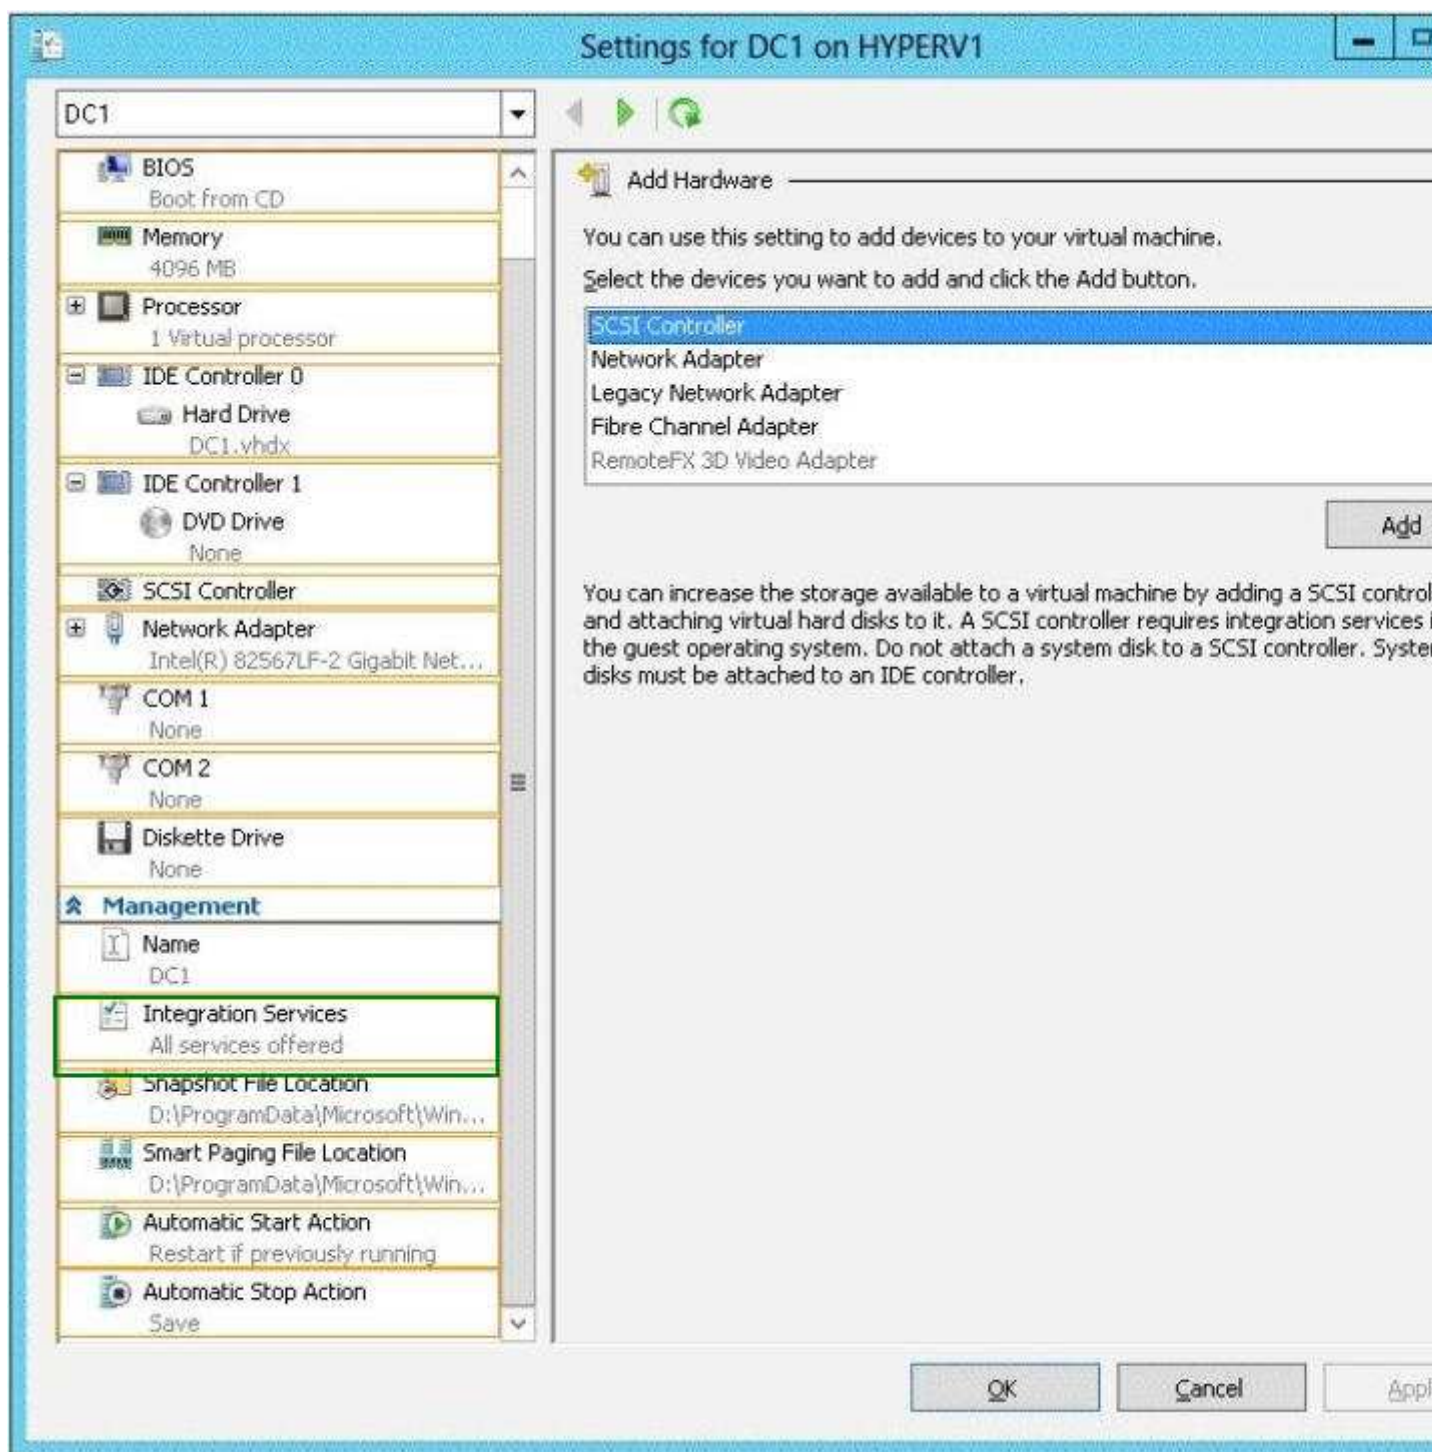 Settings for DC1 on HYPERV1
DC1
BIOS
Boot from CD
Memory
4096 MB
Processor
1 Virtual processor
IDE Controller 0
Hard Drive
DC1.vhdx
IDE Controller 1
DVD Drive
None
SCSI Controller
Network Adapter
Intel(R) 82567LF-2 Gigabit Net...
COM 1
None
COM 2
None
Diskette Drive
None
Management
Name
DC1
Integration Services
All services offered
Snapshot File Location
D:\ProgramData\Microsoft\Win...
Smart Paging File Location
D:\ProgramData\Microsoft\Win...
Automatic Start Action
Restart if previously running
Automatic Stop Action
Save
Add Hardware
You can use this setting to add devices to your virtual machine.
Select the devices you want to add and click the Add button.
SCSI Controller
Network Adapter
Legacy Network Adapter
Fibre Channel Adapter
RemoteFX 3D Video Adapter
Add
You can increase the storage available to a virtual machine by adding a SCSI control
and attaching virtual hard disks to it. A SCSI controller requires integration services i
the guest operating system. Do not attach a system disk to a SCSI controller. Syste
disks must be attached to an IDE controller.
OK
Cancel
Appl